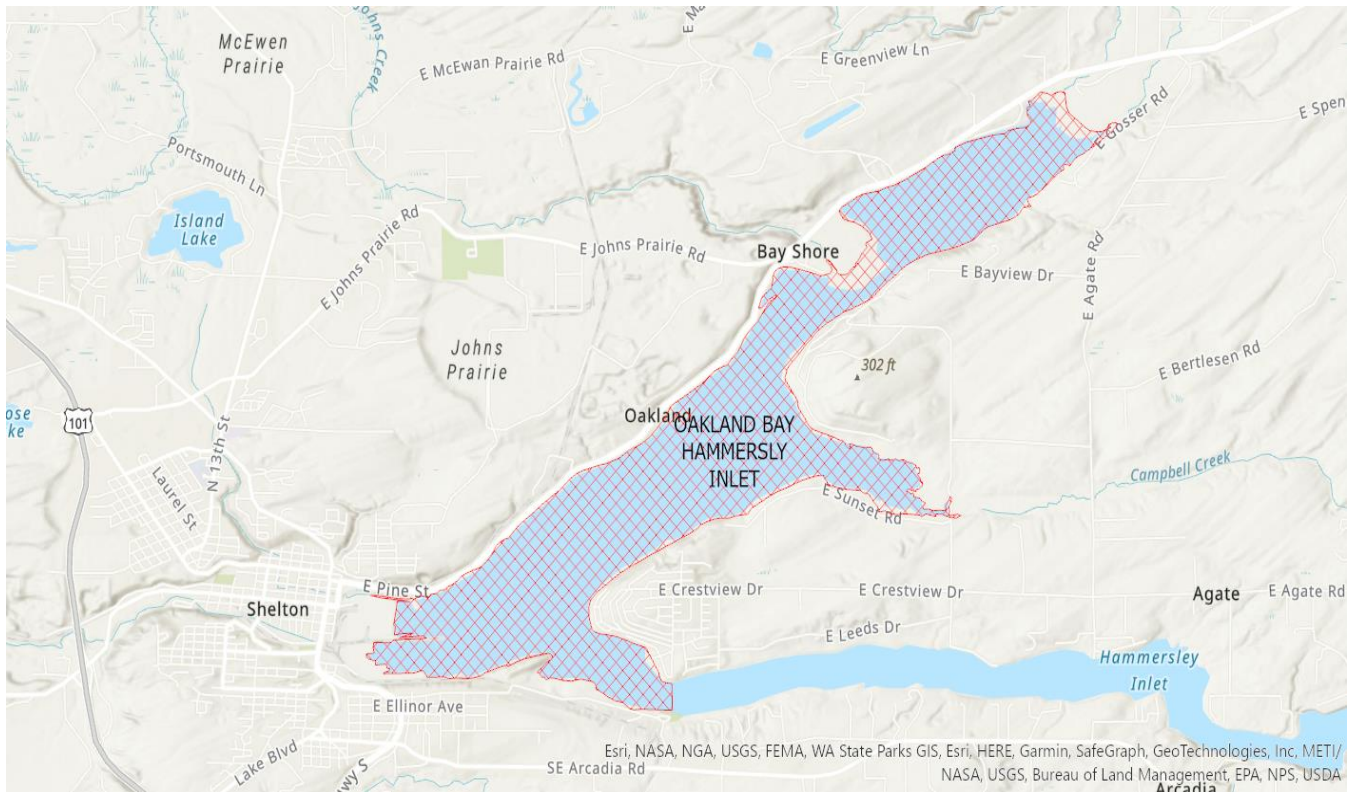 McEwen
Prairie
Johns Creek
E McEwan Prairie Rd
E Greenview Ln
E Gosser Rd
Portsmouth
Ln
Island
Lake
E Johns Prairie Rd
E Johns Prairie Rd
Bay Shore
E Bayview Dr
E Agate Rd
Johns
Prairie
302 ft
E Bertlesen Rd
101
N 13th St
Oakland
OAKLAND BAY
HAMMERSLY
INLET
Laurel St
E Sunset Rd
Campbell Creek
E Pine St
Shelton
E Crestview Dr
E Crestview Dr
Agate
E Agate Rd
E Leeds Dr
Hammersley
Inlet
E Ellinor Ave
Lake Blvd
SE Arcadia Rd
Esri, NASA, NGA, USGS, FEMA, WA State Parks GIS, Esri, HERE, Garmin, SafeGraph, GeoTechnologies, Inc, METI/
NASA, USGS, Bureau of Land Management, EPA, NPS, USDA
Arcadia